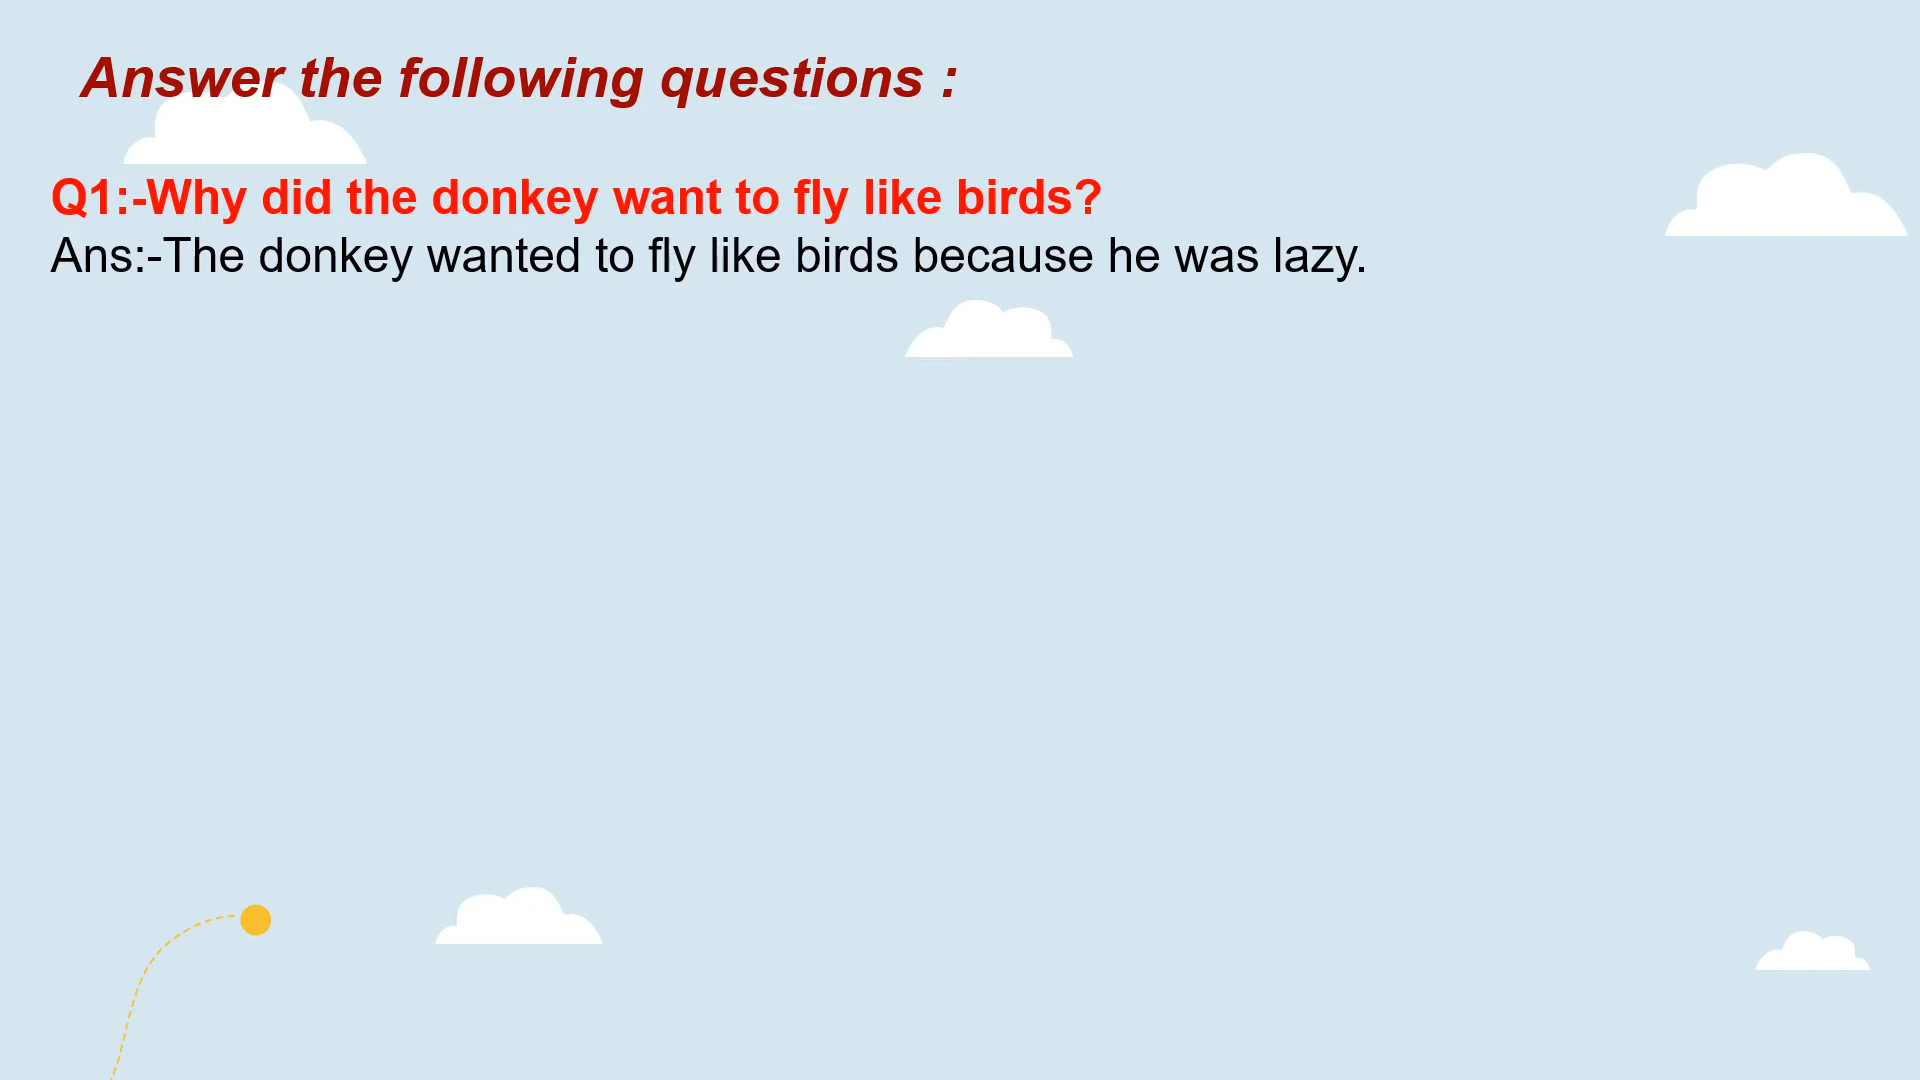 Answer the following questions :
Q1:-Why did the donkey want to fly like birds?
Ans:-The donkey wanted to fly like birds because he was lazy.